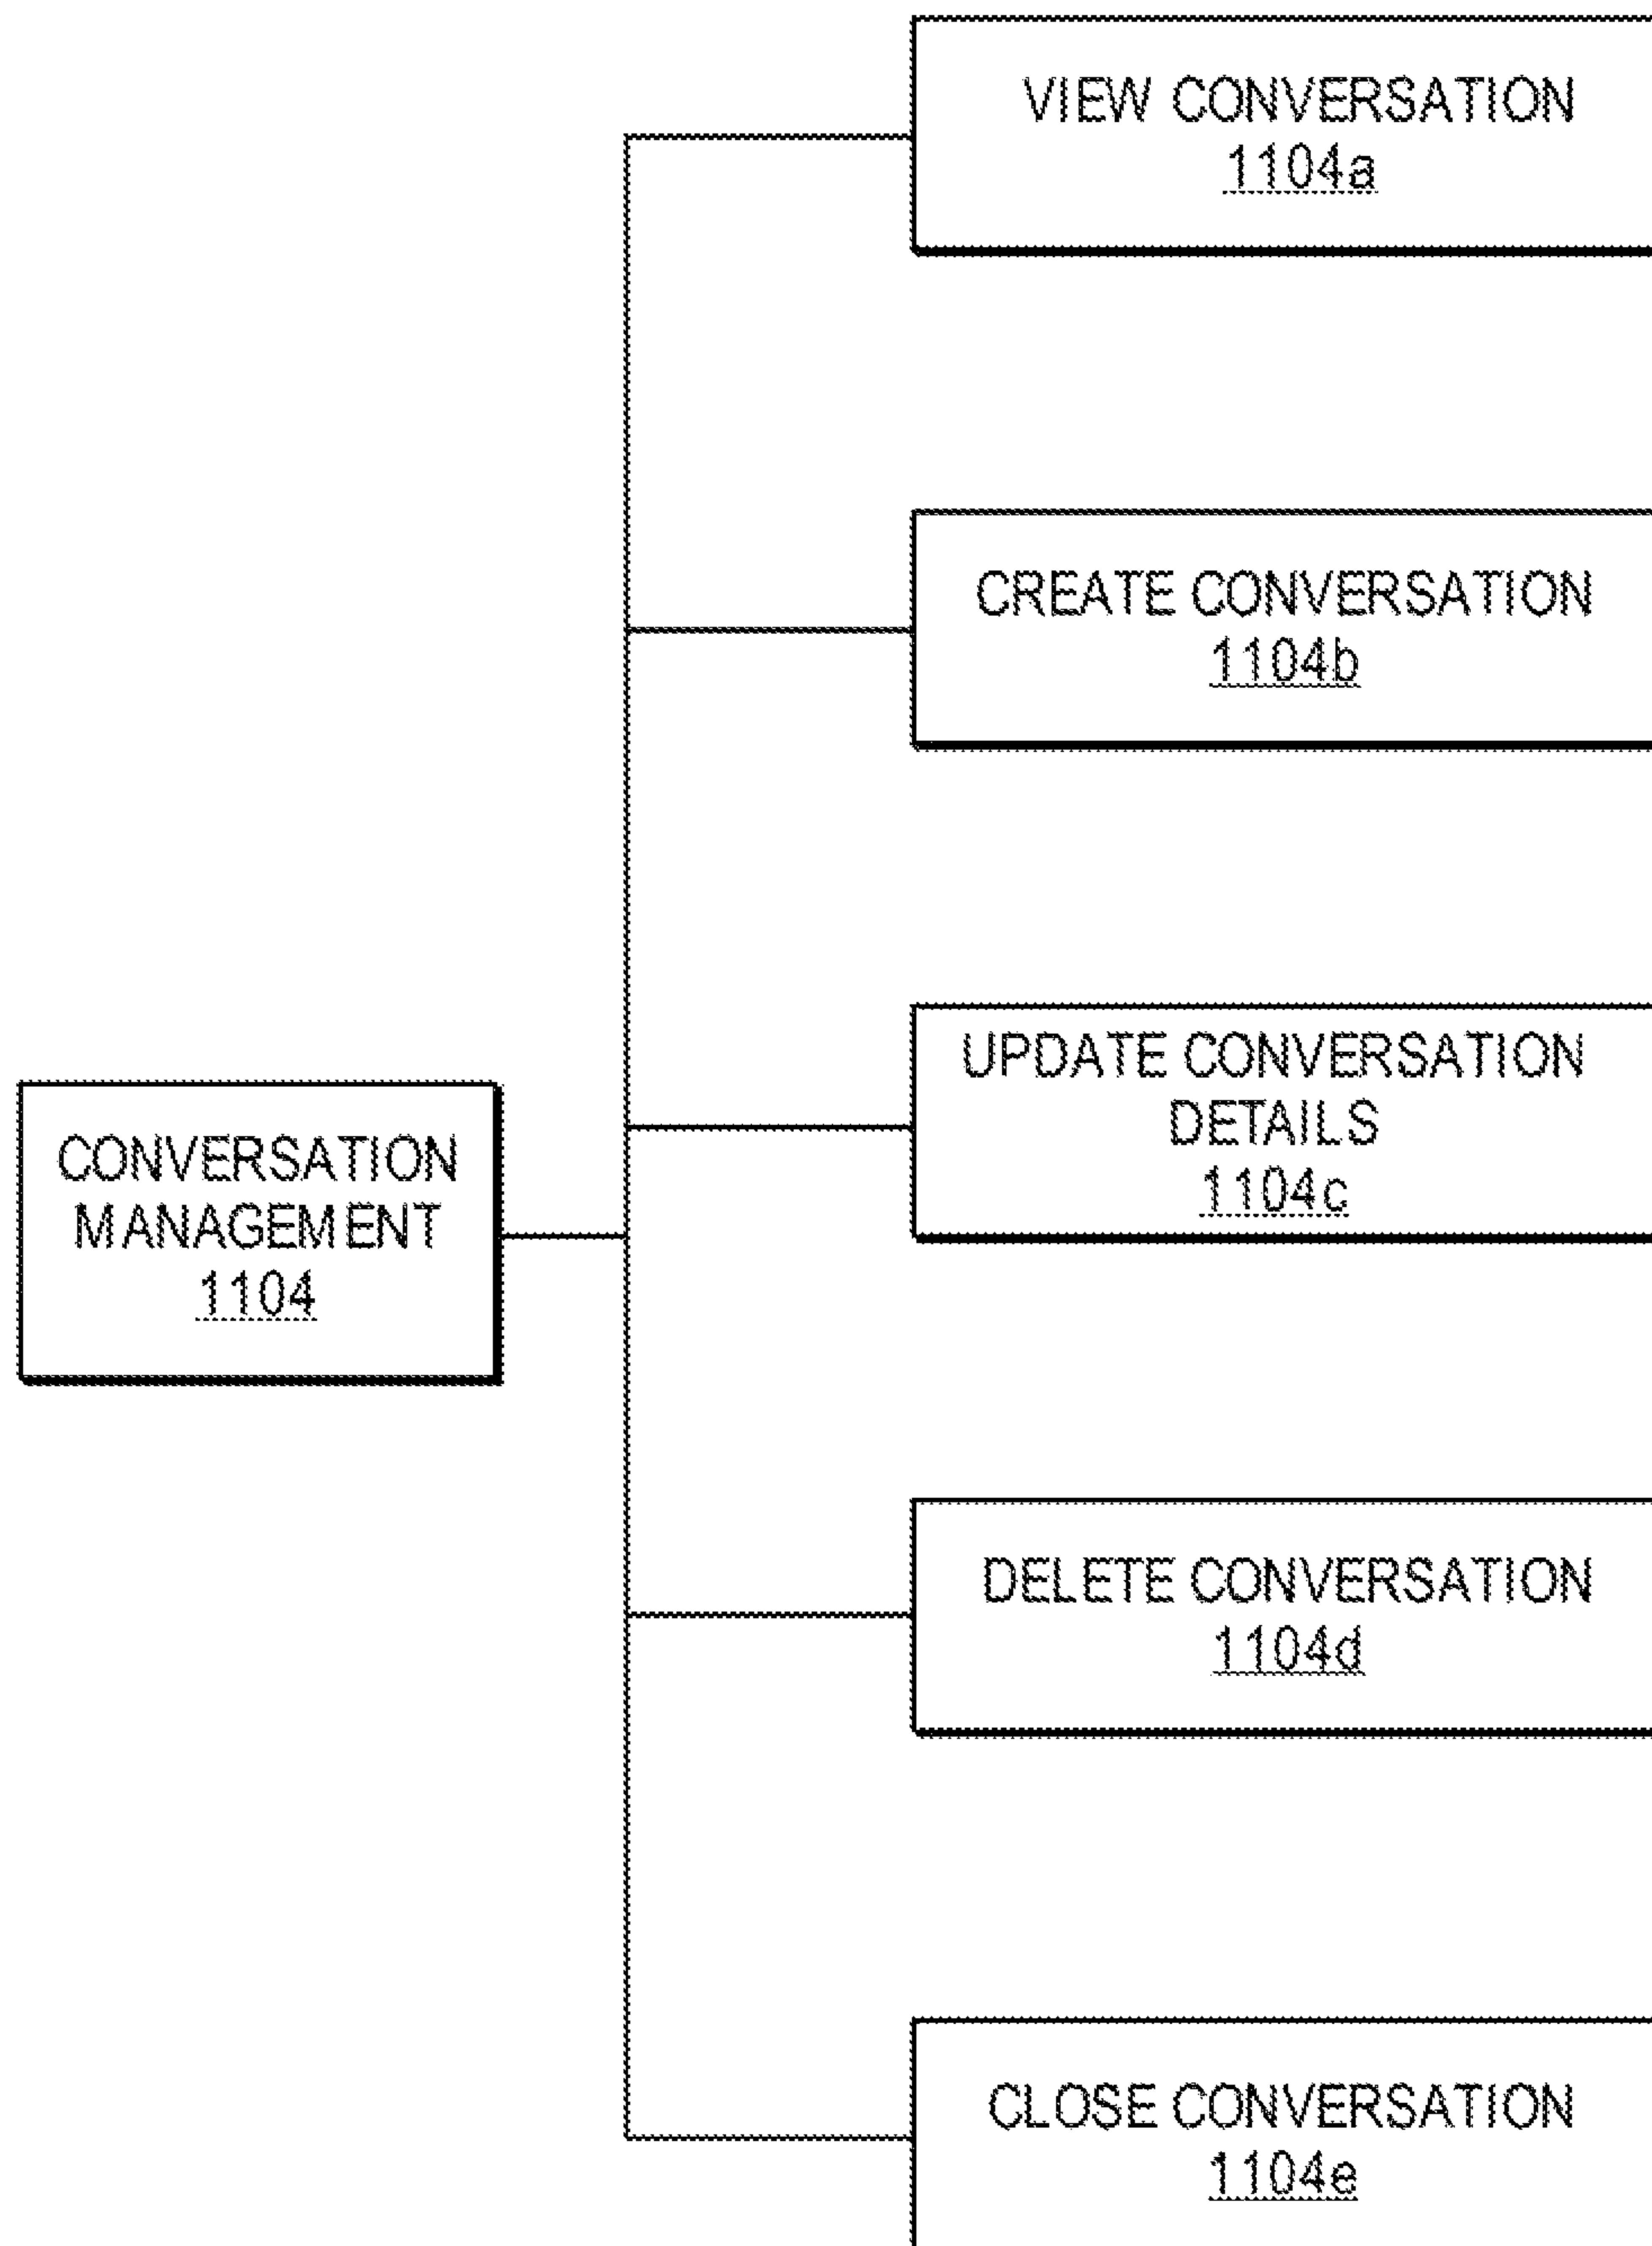 VIEW CONVERSATION
1104a
CREATE CONVERSATION
1104b
UPDATE CONVERSATION
DETAILS
1104c
CONVERSATION
MANAGEMENT
1104
DELETE CONVERSATION
1104d
CLOSE CONVERSATION
1104e